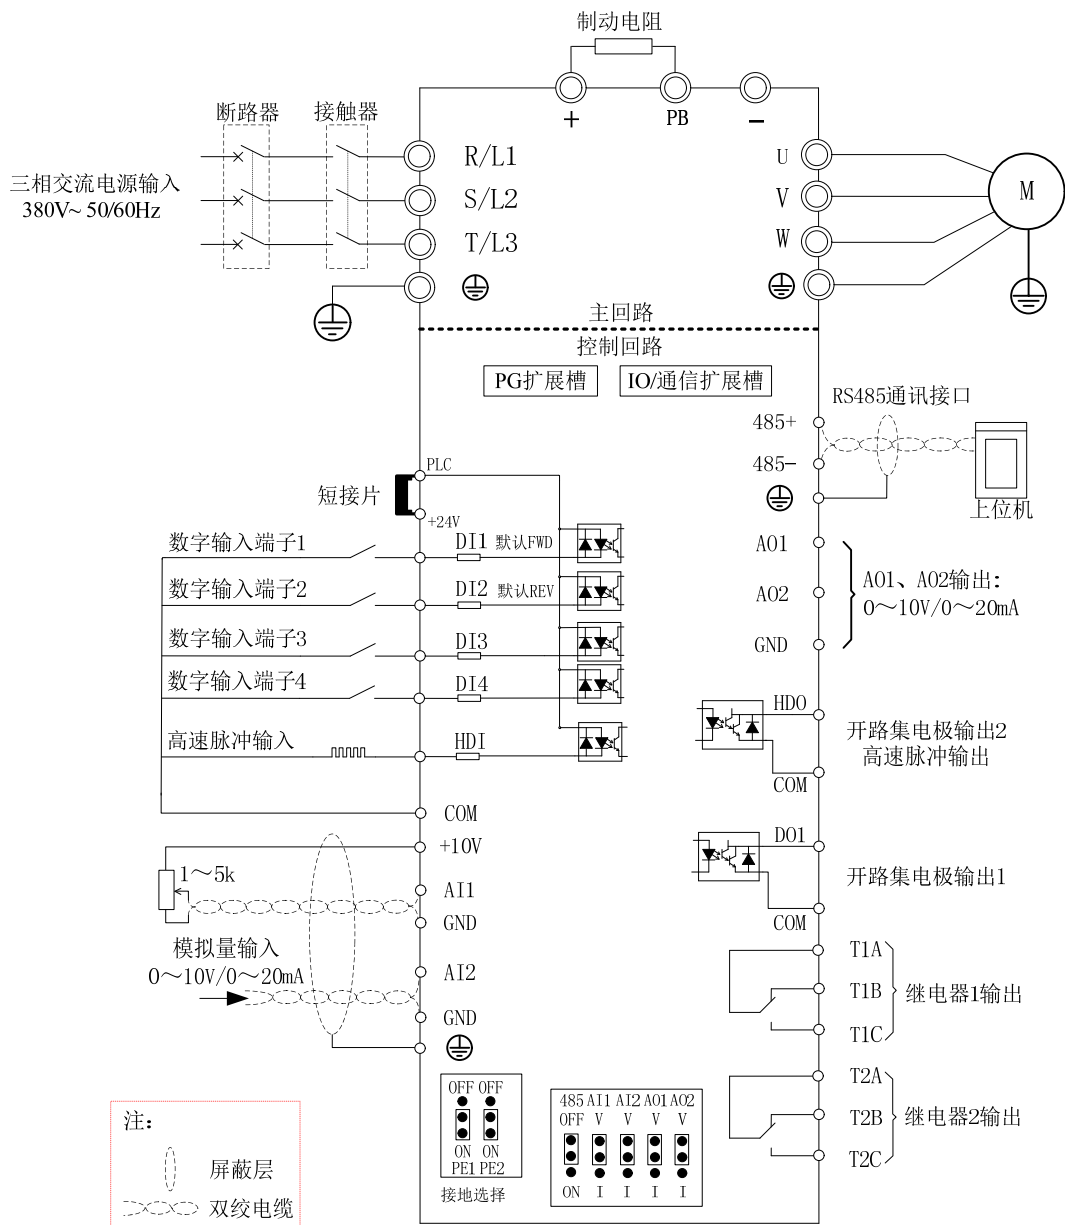 制动电阻
断路器
接触器
+
PB
−
三相交流电源输入
380V~ 50/60Hz
R/L1
S/L2
T/L3
U
V
W
M
主回路
控制回路
PG扩展槽
IO/通信扩展槽
RS485通讯接口
485+
485−
上位机
PLC
短接片
+24V
数字输入端子1
DI1 默认FWD
数字输入端子2
DI2 默认REV
数字输入端子3
DI3
数字输入端子4
DI4
高速脉冲输入
HDI
COM
AO1
AO2
GND
AO1、AO2输出：
0～10V/0～20mA
HDO
COM
开路集电极输出2
高速脉冲输出
DO1
COM
开路集电极输出1
+10V
1～5k
AI1
GND
模拟量输入
0～10V/0～20mA
AI2
GND
T1A
T1B
T1C
继电器1输出
T2A
T2B
T2C
继电器2输出
OFF OFF
ON ON
PE1 PE2
接地选择
485 AI1 AI2 AO1 AO2
OFF V V V V
ON I I I I
注：
屏蔽层
双绞电缆